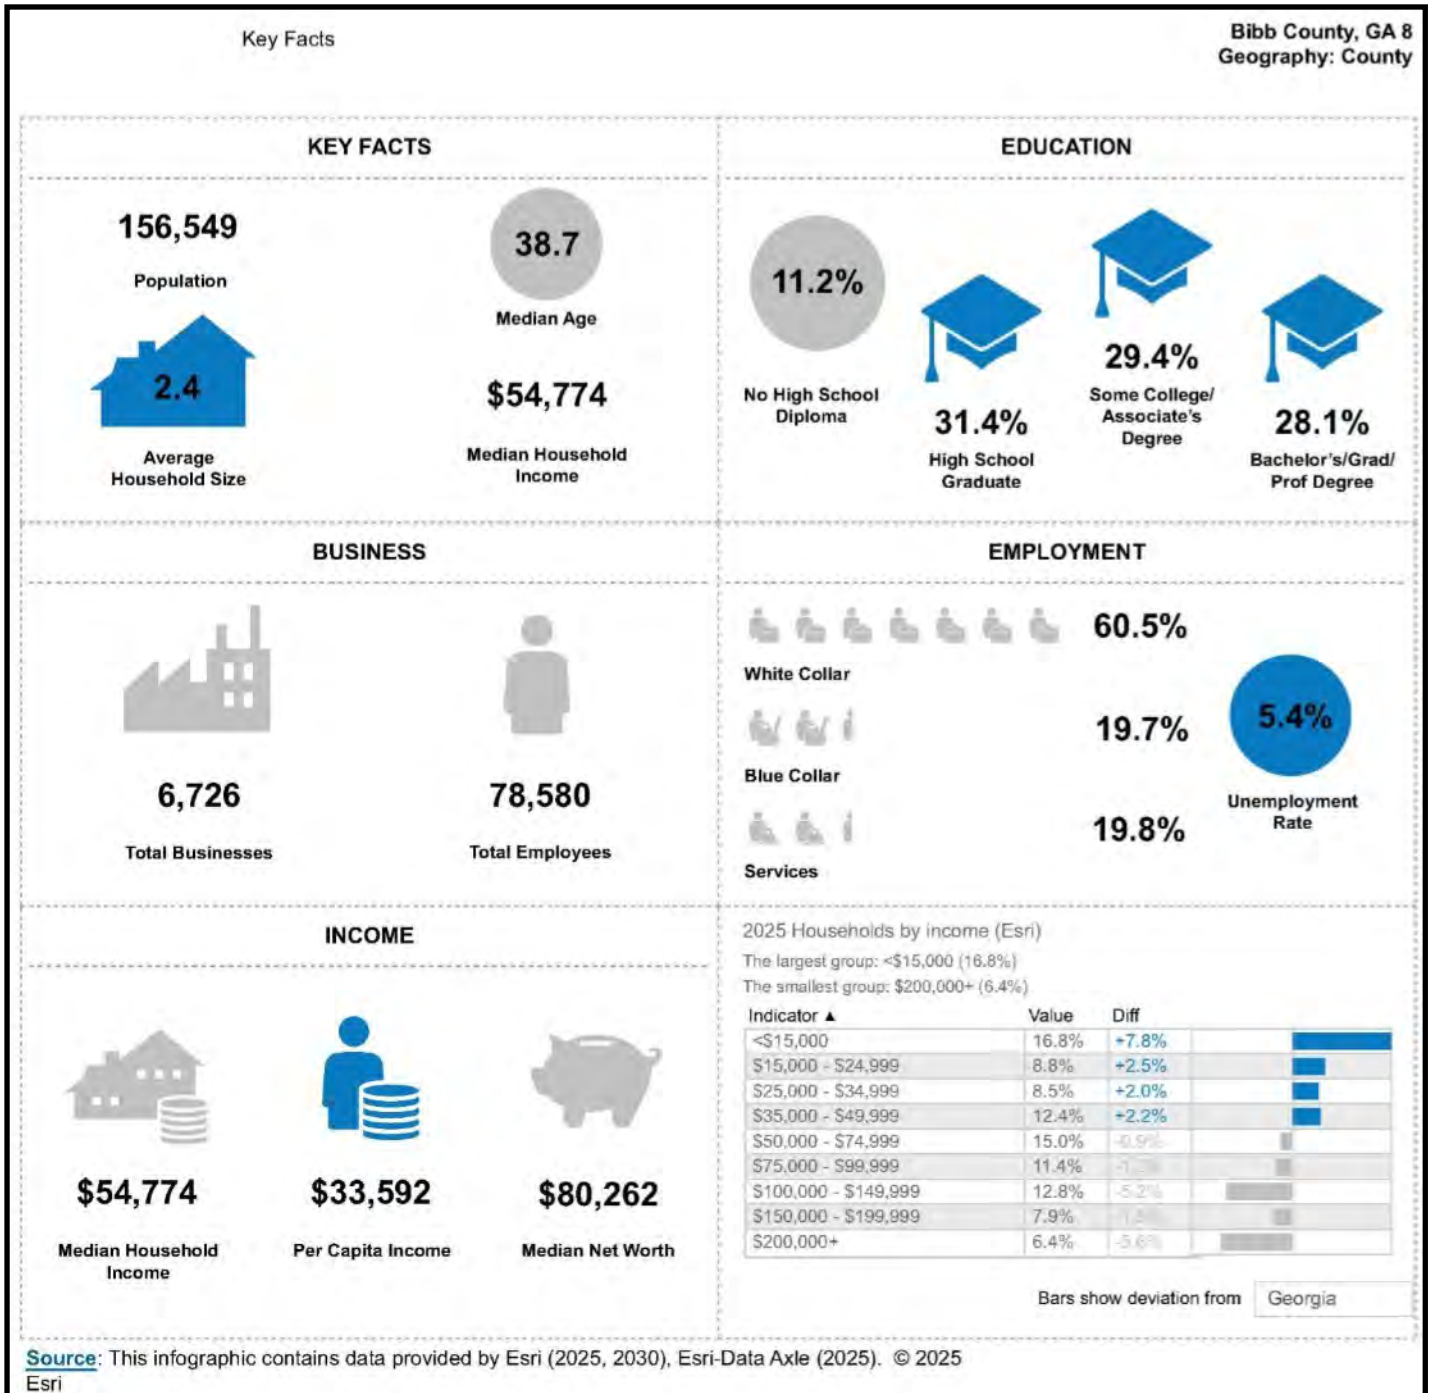 Key Facts
Bibb County, GA 8
Geography: County
KEY FACTS
156,549
Population
38.7
Median Age
2.4
Average
Household Size
$54,774
Median Household
Income
EDUCATION
11.2%
No High School
Diploma
31.4%
High School
Graduate
29.4%
Some College/
Associate's
Degree
28.1%
Bachelor's/Grad/
Prof Degree
BUSINESS
6,726
Total Businesses
78,580
Total Employees
EMPLOYMENT
60.5%
White Collar
19.7%
Blue Collar
19.8%
Services
5.4%
Unemployment
Rate
INCOME
$54,774
Median Household
Income
$33,592
Per Capita Income
$80,262
Median Net Worth
2025 Households by income (Esri)
The largest group: <$15,000 (16.8%)
The smallest group: $200,000+ (6.4%)
Indicator ▲ Value Diff
<$15,000 16.8% +7.8%
$15,000 - $24,999 8.8% +2.5%
$25,000 - $34,999 8.5% +2.0%
$35,000 - $49,999 12.4% +2.2%
$50,000 - $74,999 15.0% -0.9%
$75,000 - $99,999 11.4%
$100,000 - $149,999 12.8% -5.2%
$150,000 - $199,999 7.9%
$200,000+ 6.4% -5.6%
Bars show deviation from Georgia
Source: This infographic contains data provided by Esri (2025, 2030), Esri-Data Axle (2025). © 2025
Esri